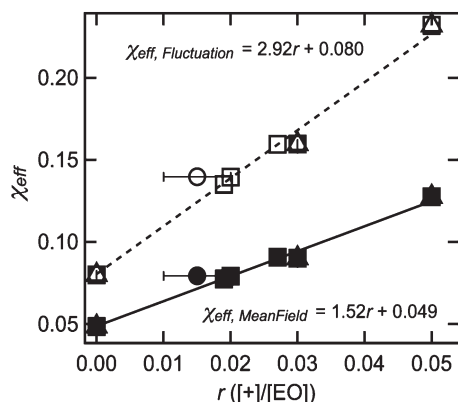 χeff, Fluctuation = 2.92r + 0.080
0.20
0.15
χeff
0.10
0.05
χeff, MeanField = 1.52r + 0.049
0.00 0.01 0.02 0.03 0.04 0.05
r ([+]/[EO])